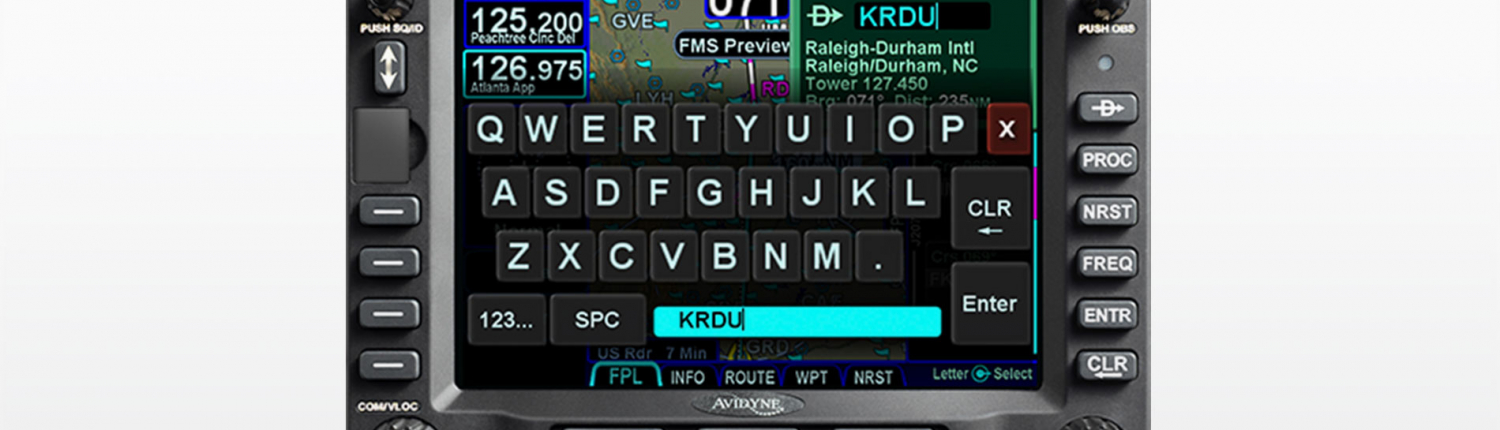 PUSH SQ/ID
125.200
Peachtree Clnc Del
126.975
Atlanta App
GVE
071
FMS Preview
LYH
RD
KRDU
Raleigh-Durham Intl
Raleigh/Durham, NC
Tower 127.450
Brg: 071° Dist: 235NM
PUSH OBS
Q W E R T Y U I O P X
A S D F G H J K L
CLR
Z X C V B N M .
123...
SPC
KRDU
Enter
US Rdr 7 Min
GRD
FPL INFO ROUTE WPT NRST
Letter Select
D
PROC
NRST
FREQ
ENTR
CLR
COM/VLOC
AVIDYNE